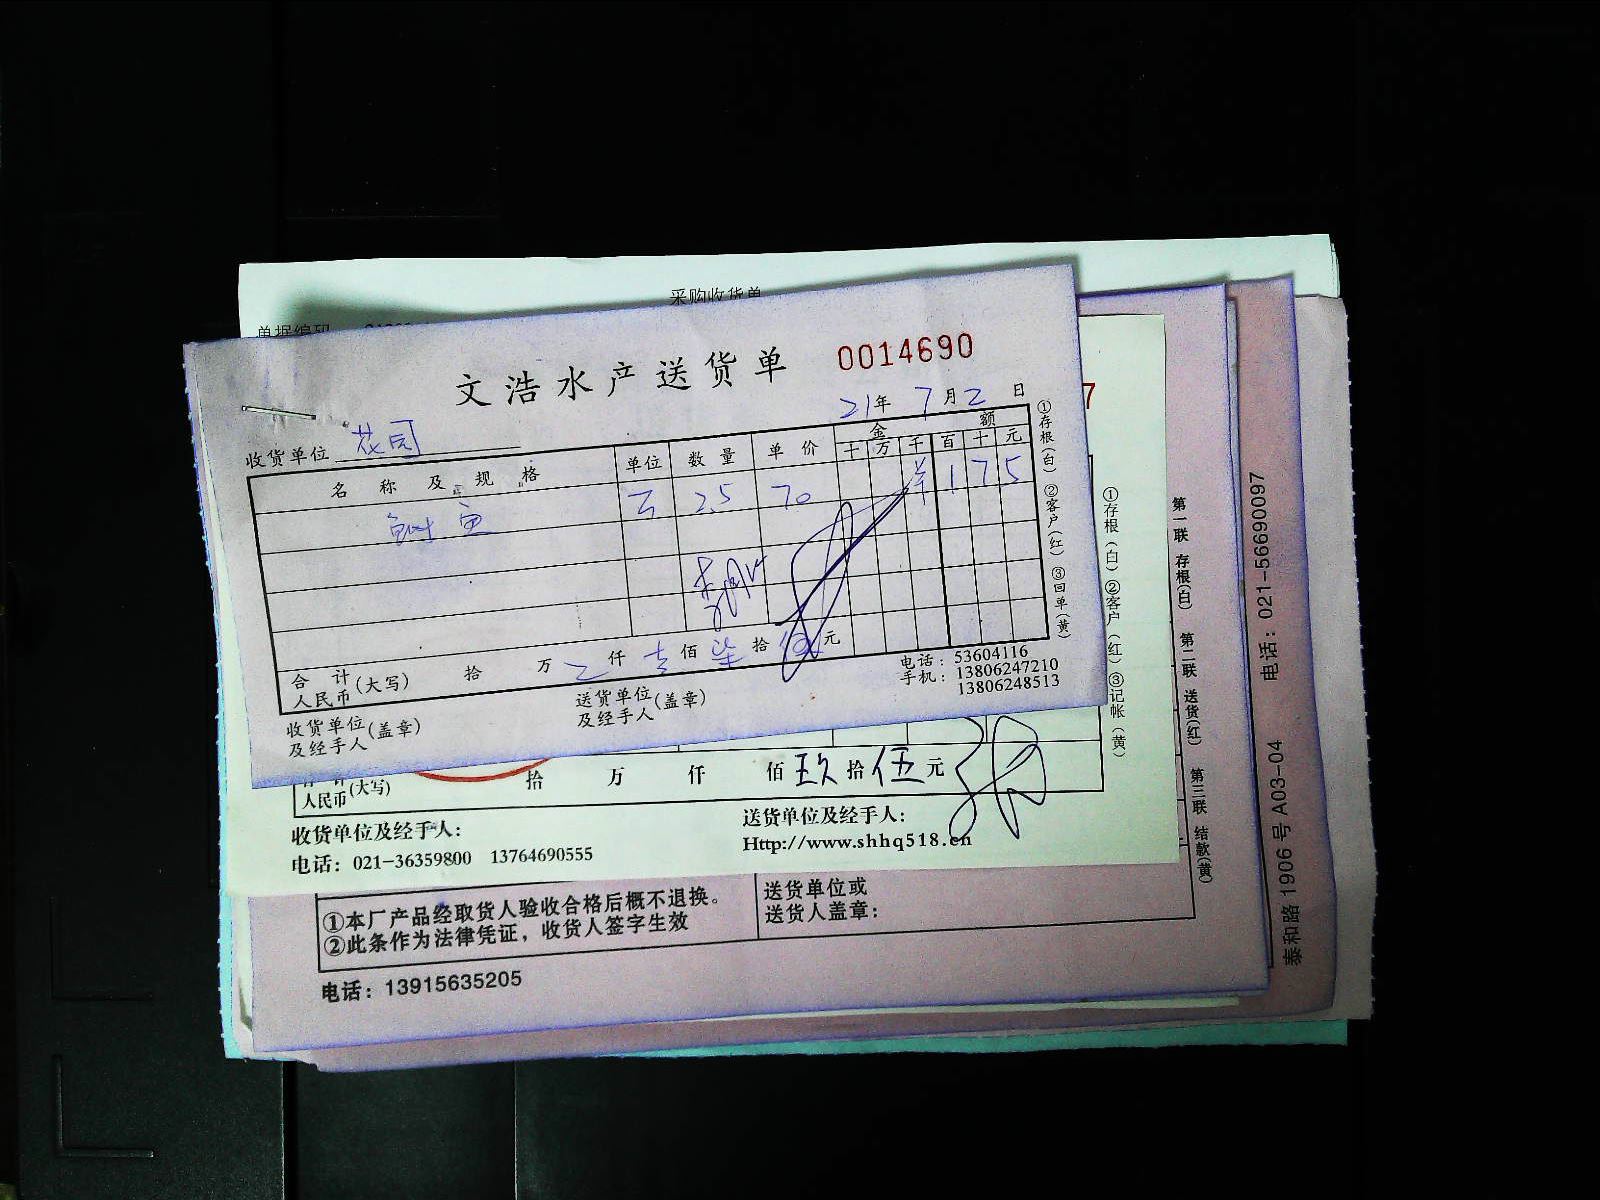 采购收货单
单据编码
文浩水产送货单 0014690
21年7月2日
收货单位 花园
名称及规格 单位 数量 单价 金额
十 万 千 百 十 元
鱼 2.5 70 ¥ 1 7 5
合计人民币(大写) 拾 万 仟 壹 佰 柒 拾 伍 元
电话：53604116
手机：13806247210
13806248513
收货单位及经手人(盖章) 送货单位及经手人(盖章)
①存根(白) ②客户(红) ③回单(黄)
7
人民币(大写) 拾 万 仟 佰 玖 拾 伍 元
收货单位及经手人： 送货单位及经手人：
电话：021-36359800 13764690555 Http://www.shhq518.cn
①存根(白) ②客户(红) ③记帐(黄)
①本厂产品经取货人验收合格后概不退换。
②此条作为法律凭证，收货人签字生效
送货单位或
送货人盖章：
电话：13915635205
第一联 存根(白) 第二联 送货(红) 第三联 结款(黄)
泰和路1906号A03-04 电话：021-56690097